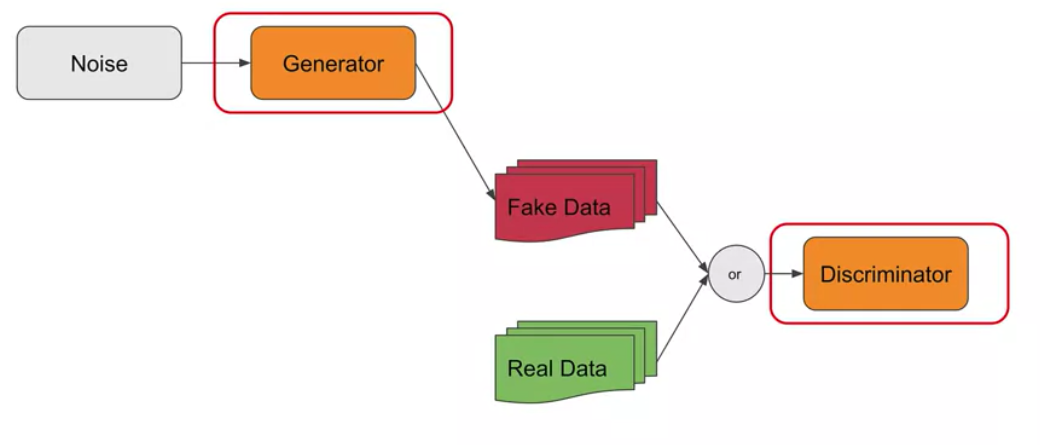 Noise
Generator
Fake Data
or
Discriminator
Real Data